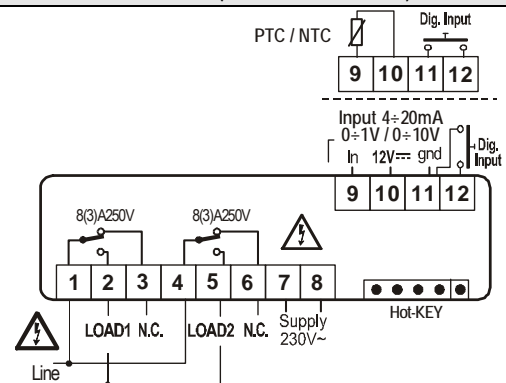 Dig. Input
PTC / NTC
9 10 11 12
Input 4÷20mA
0÷1V / 0÷10V
In 12V gnd
Dig.
Input
9 10 11 12
8(3)A250V 8(3)A250V
1 2 3 4 5 6 7 8
LOAD1 N.C. LOAD2 N.C. Supply
230V~
Hot-KEY
Line